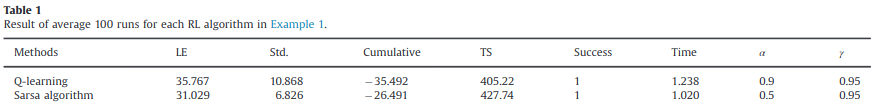 Table 1
Result of average 100 runs for each RL algorithm in Example 1.
Methods LE Std. Cumulative TS Success Time α γ
Q-learning 35.767 10.868 −35.492 405.22 1 1.238 0.9 0.95
Sarsa algorithm 31.029 6.826 −26.491 427.74 1 1.020 0.5 0.95